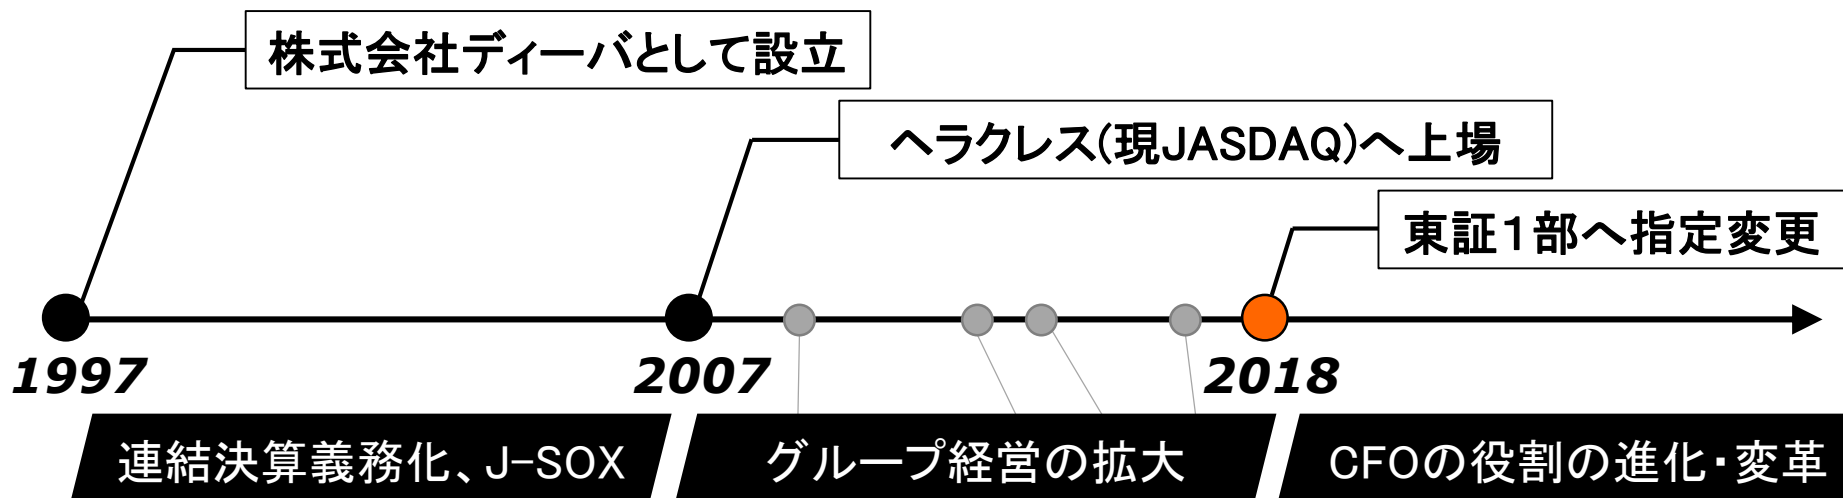 株式会社ディーバとして設立
ヘラクレス(現JASDAQ)へ上場
東証1部へ指定変更
1997
2007
2018
連結決算義務化、J-SOX
グループ経営の拡大
CFOの役割の進化・変革